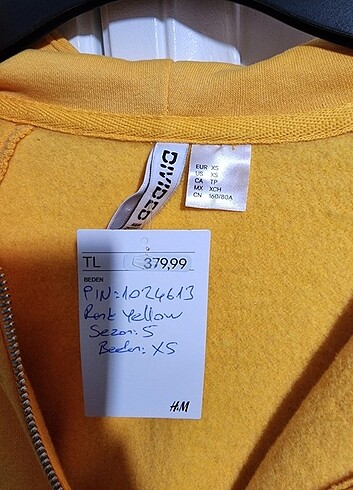 DIVIDED
EUR XS
US XS
CA TP
MX XCH
CN 160/80A
TL 379,99
BEDEN
PIN:1024613
Renk Yellow
Sezon: 5
Beden: XS
H&M